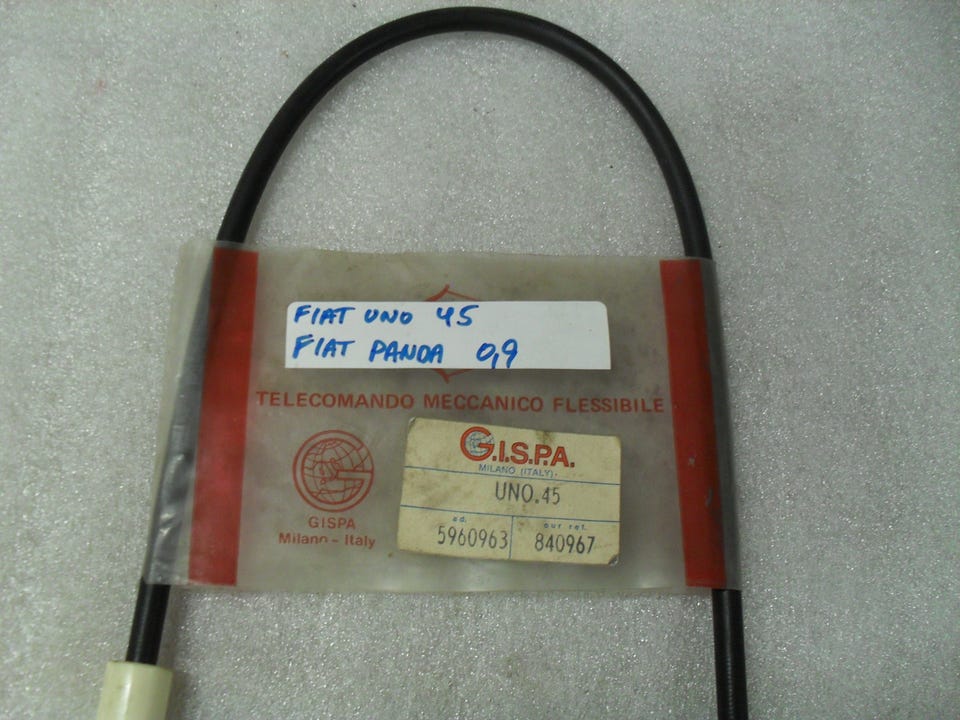 FIAT UNO 45
FIAT PANDA 0,9
TELECOMANDO MECCANICO FLESSIBILE
GISPA
Milano - Italy
G.I.S.P.A.
MILANO (ITALY)
UNO.45
ad. our ref.
5960963 840967